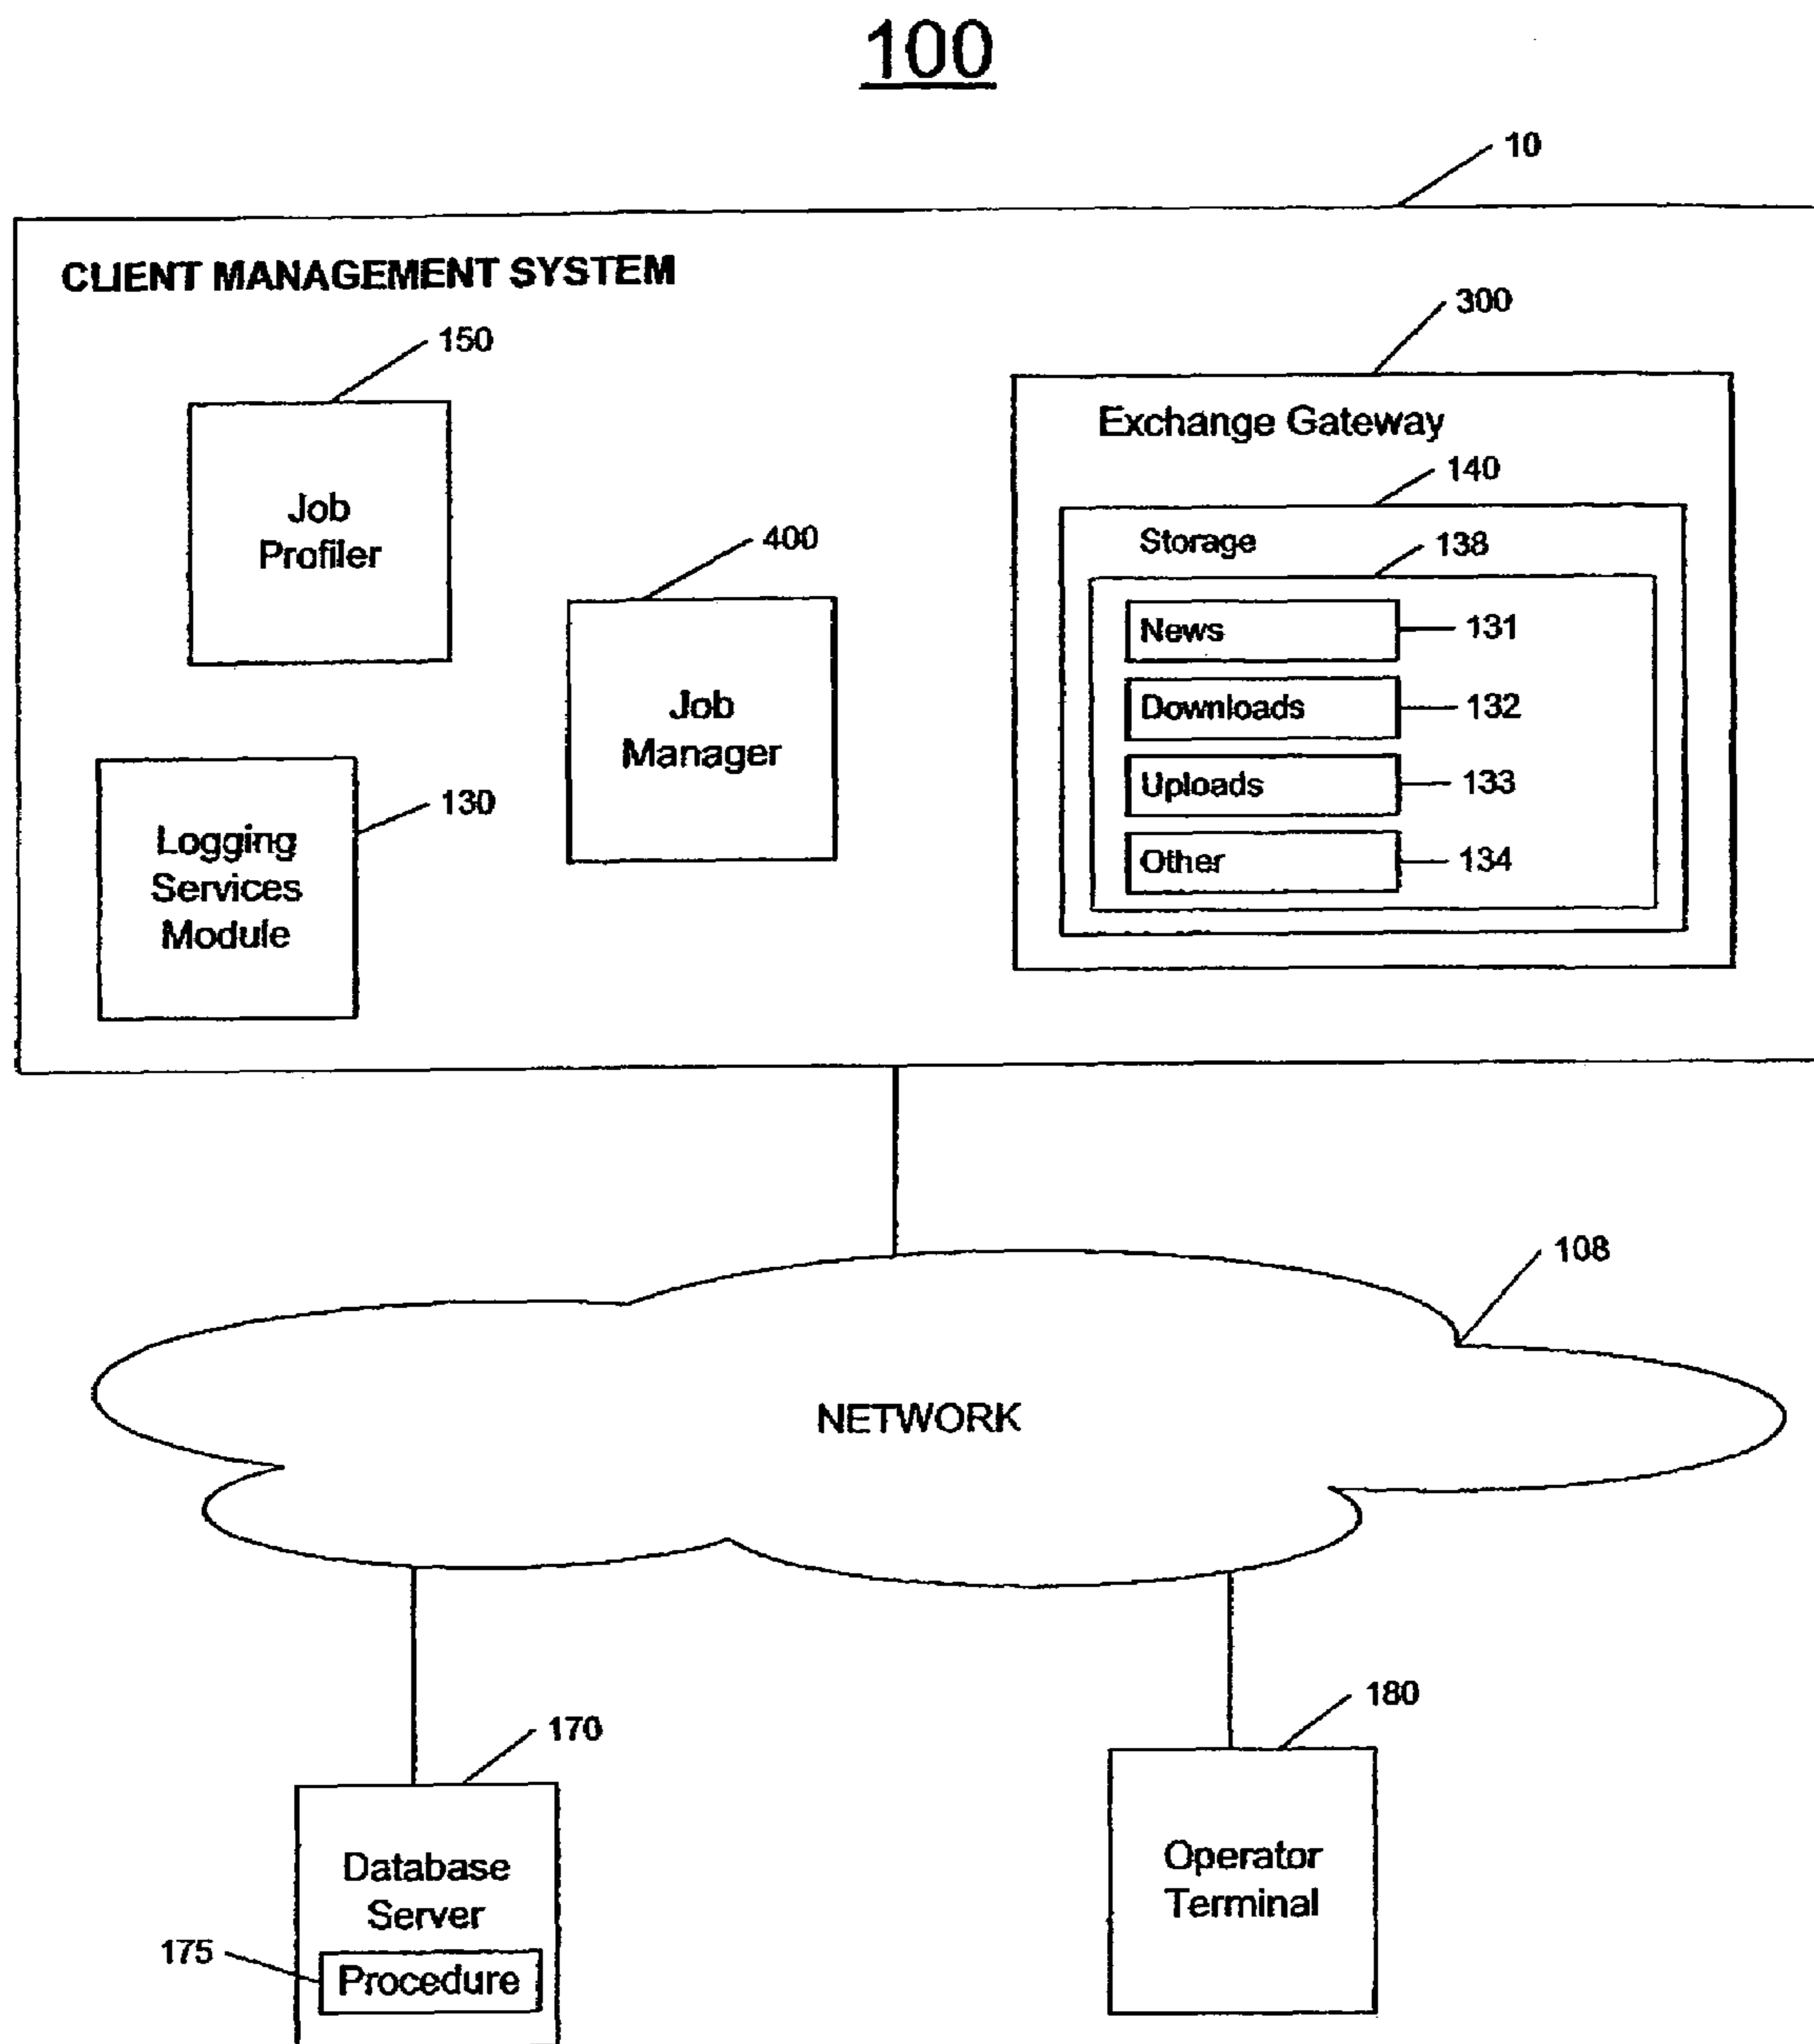 100
10
CLIENT MANAGEMENT SYSTEM
300
150
Exchange Gateway
140
Job
Profiler
400
Storage
138
News
131
Job
Manager
Downloads
132
130
Uploads
133
Logging
Services
Module
Other
134
108
NETWORK
180
170
Database
Server
Operator
Terminal
175
Procedure